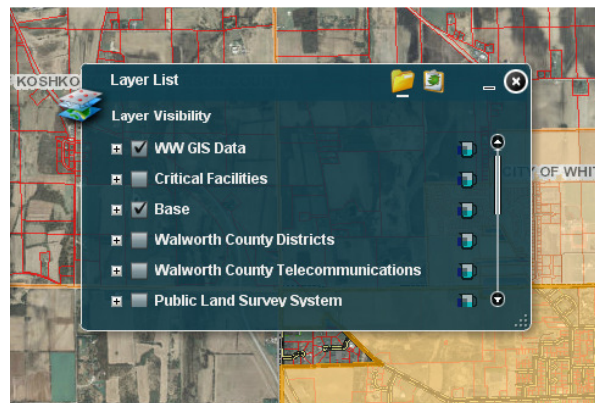 KOSHKO
Layer List
Layer Visibility
WW GIS Data
CITY OF WHIT
Critical Facilities
Base
Walworth County Districts
Walworth County Telecommunications
Public Land Survey System